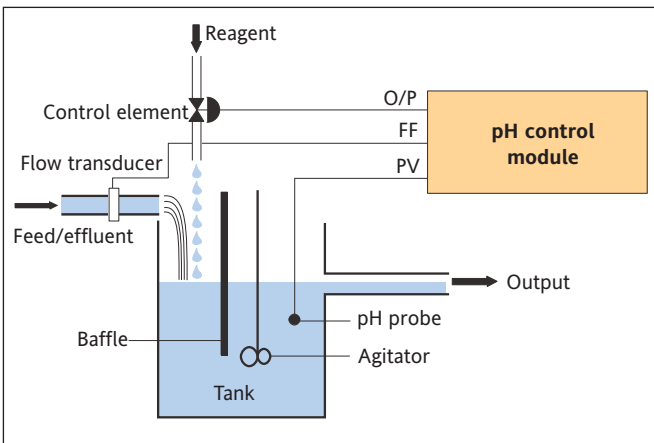 Reagent
O/P
Control element
FF
pH control
module
Flow transducer
PV
Feed/effluent
Output
pH probe
Baffle
Agitator
Tank